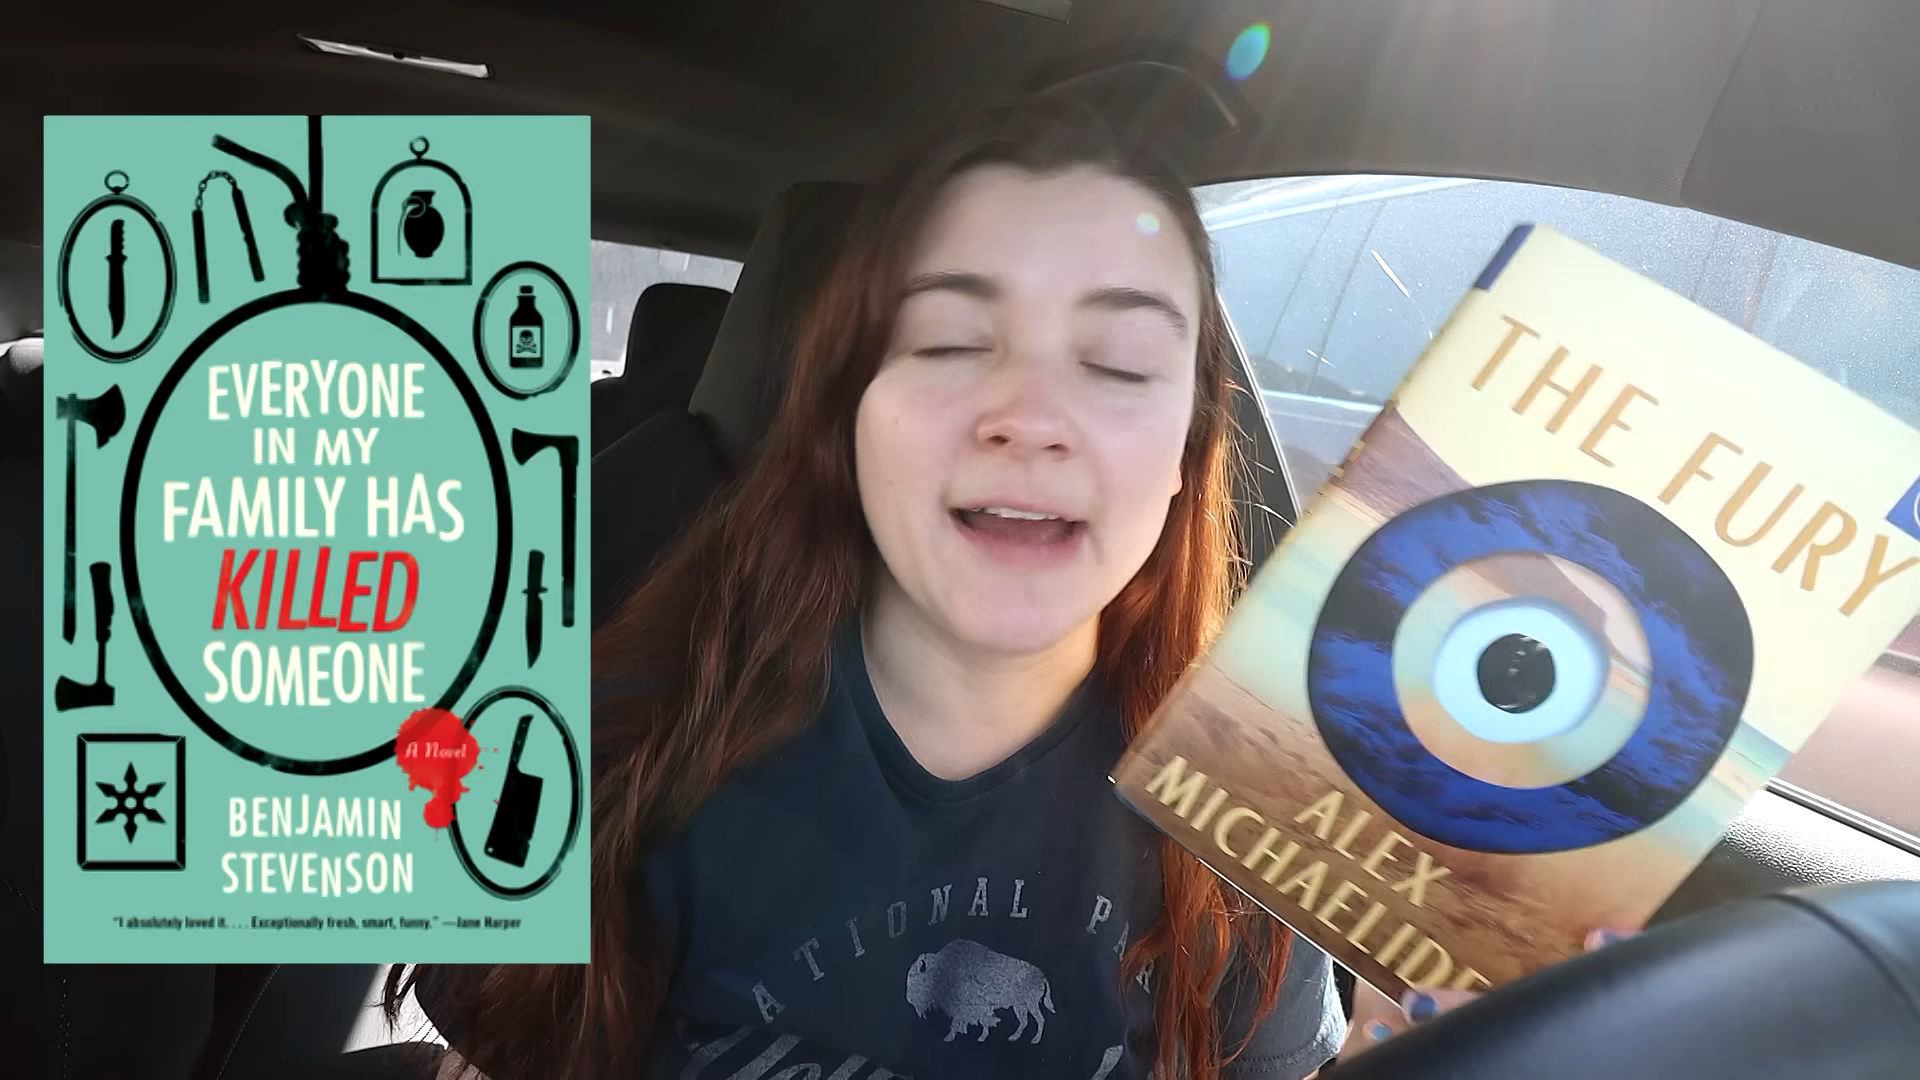 EVERYONE
IN MY
FAMILY HAS
KILLED
SOMEONE
A Novel
BENJAMIN
STEVENSON
"I absolutely loved it. . . . Exceptionally fresh, smart, funny." —Jane Harper
THE FURY
ALEX
MICHAELIDE
NATIONAL PA